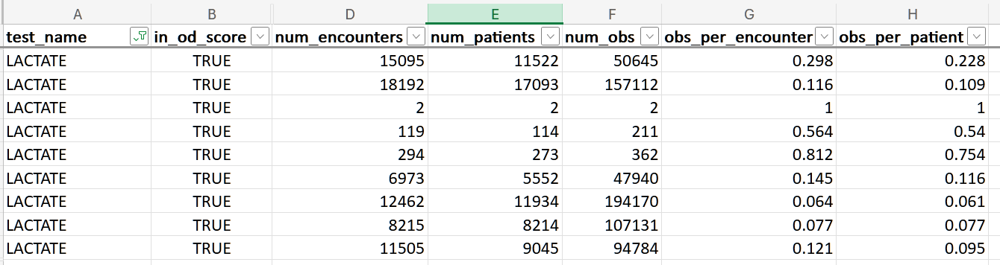 A B D E F G H
test_name in_od_score num_encounters num_patients num_obs obs_per_encounter obs_per_patient
LACTATE TRUE 15095 11522 50645 0.298 0.228
LACTATE TRUE 18192 17093 157112 0.116 0.109
LACTATE TRUE 2 2 2 1 1
LACTATE TRUE 119 114 211 0.564 0.54
LACTATE TRUE 294 273 362 0.812 0.754
LACTATE TRUE 6973 5552 47940 0.145 0.116
LACTATE TRUE 12462 11934 194170 0.064 0.061
LACTATE TRUE 8215 8214 107131 0.077 0.077
LACTATE TRUE 11505 9045 94784 0.121 0.095